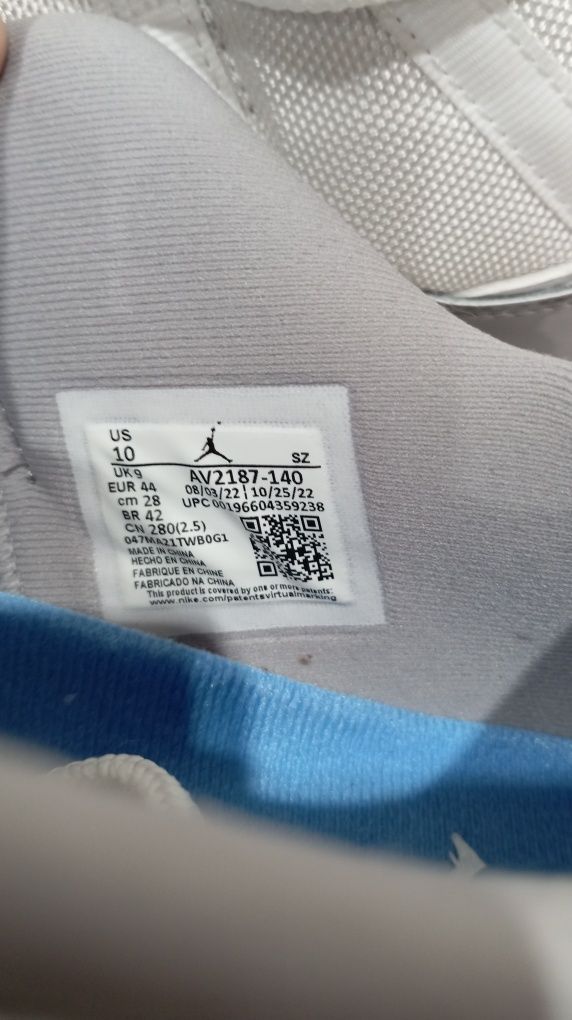 US
10 SZ
UK 9 AV2187-140
EUR 44 08/03/22 | 10/25/22
cm 28 UPC 00196604359238
BR 42
CN 280(2.5)
047MA21TWB0G1
MADE IN CHINA
HECHO EN CHINA
FABRIQUE EN CHINE
FABRICADO NA CHINA
This product is covered by one or more patents:
www.nike.com/patentsvirtualmarking